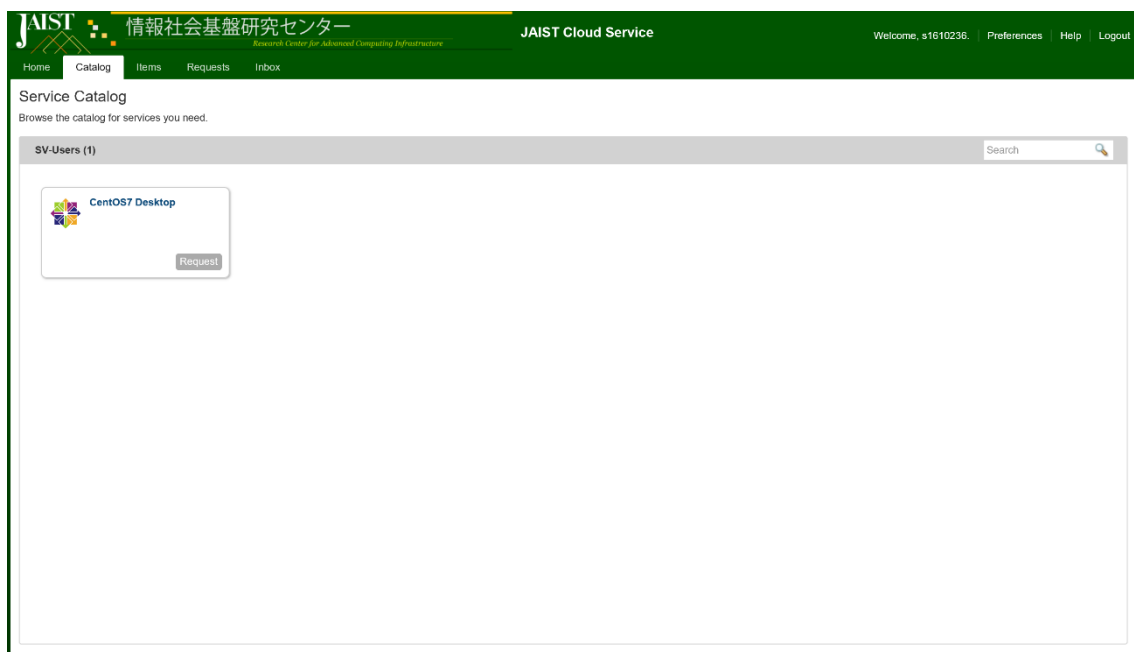 JAIST
情報社会基盤研究センター
Research Center for Advanced Computing Infrastructure
JAIST Cloud Service
Welcome, s1610236. Preferences Help Logout
Home Catalog Items Requests Inbox
Service Catalog
Browse the catalog for services you need.
SV-Users (1) Search
CentOS7 Desktop
Request